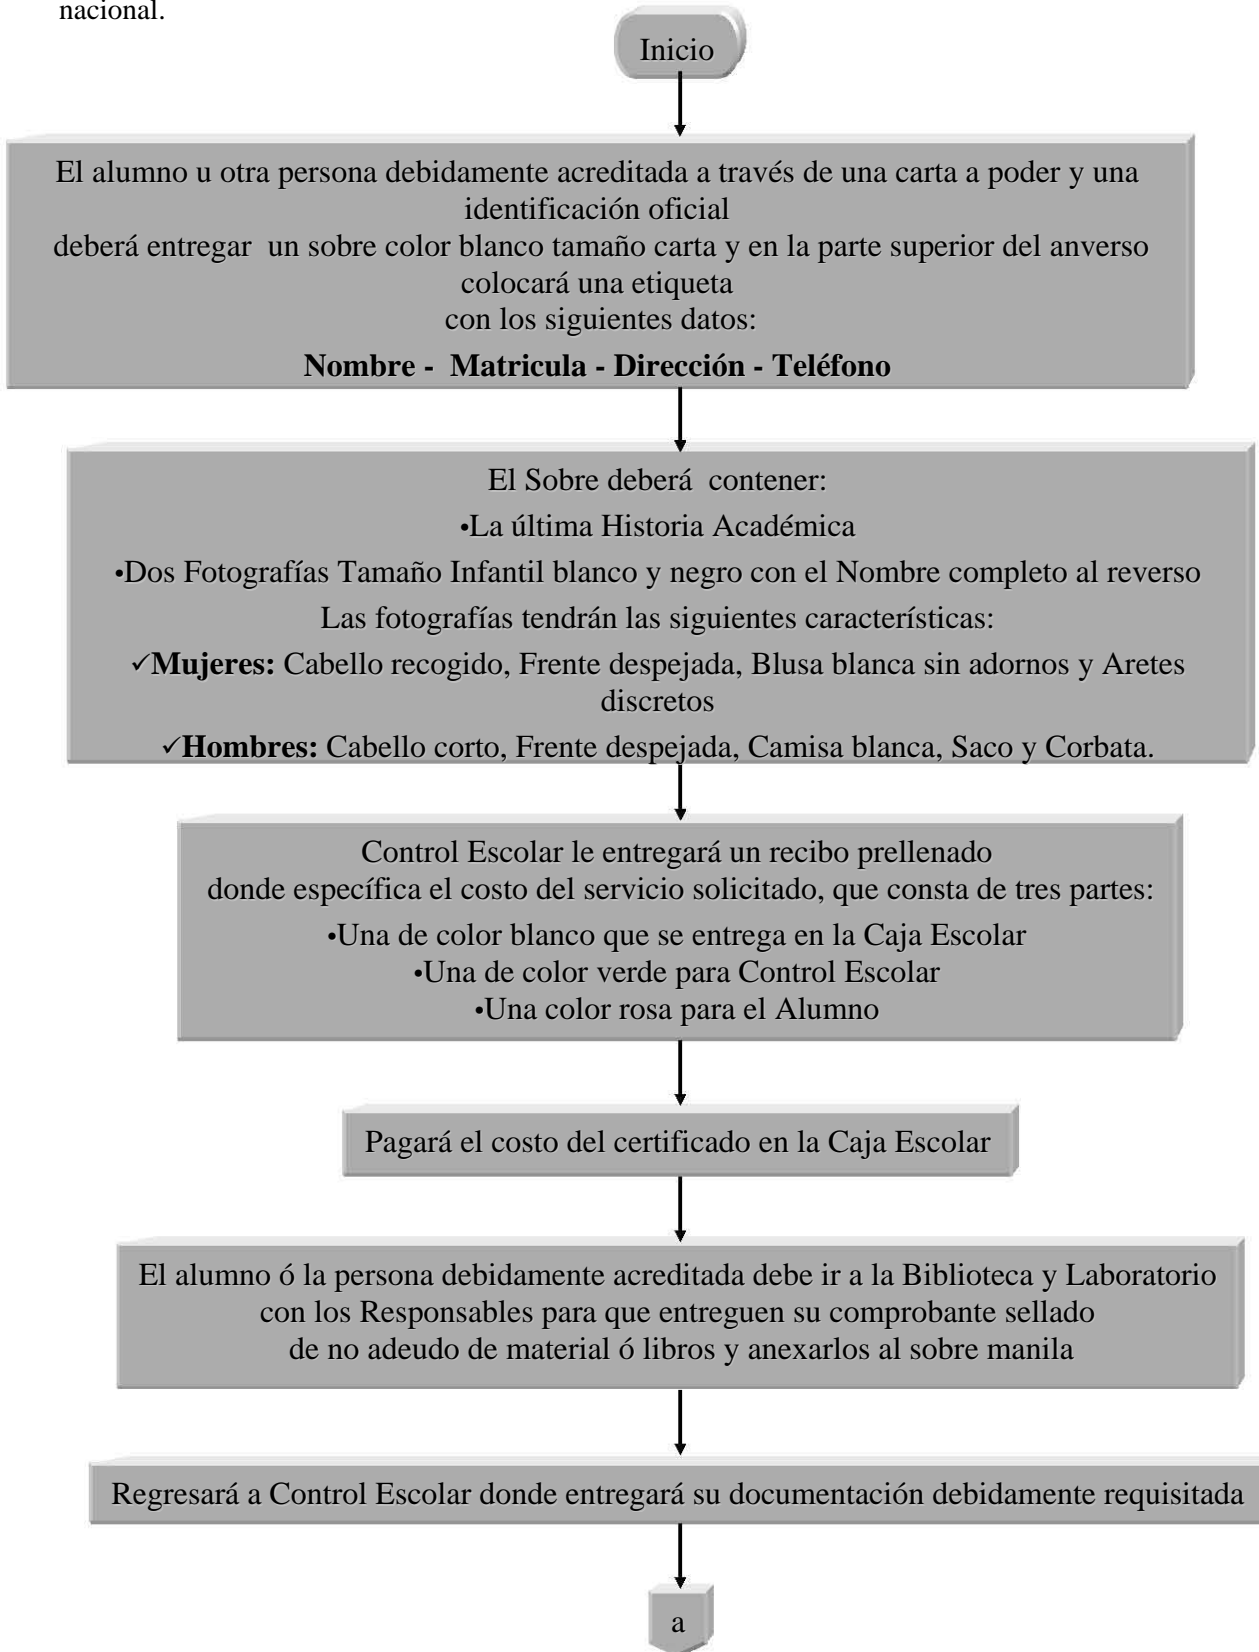 nacional.
Inicio
El alumno u otra persona debidamente acreditada a través de una carta a poder y una
identificación oficial
deberá entregar  un sobre color blanco tamaño carta y en la parte superior del anverso
colocará una etiqueta
con los siguientes datos:
Nombre -  Matricula - Dirección - Teléfono
El Sobre deberá  contener:
•La última Historia Académica
•Dos Fotografías Tamaño Infantil blanco y negro con el Nombre completo al reverso
Las fotografías tendrán las siguientes características:
✓Mujeres: Cabello recogido, Frente despejada, Blusa blanca sin adornos y Aretes
discretos
✓Hombres: Cabello corto, Frente despejada, Camisa blanca, Saco y Corbata.
Control Escolar le entregará un recibo prellenado
donde específica el costo del servicio solicitado, que consta de tres partes:
•Una de color blanco que se entrega en la Caja Escolar
•Una de color verde para Control Escolar
•Una color rosa para el Alumno
Pagará el costo del certificado en la Caja Escolar
El alumno ó la persona debidamente acreditada debe ir a la Biblioteca y Laboratorio
con los Responsables para que entreguen su comprobante sellado
de no adeudo de material ó libros y anexarlos al sobre manila
Regresará a Control Escolar donde entregará su documentación debidamente requisitada
a